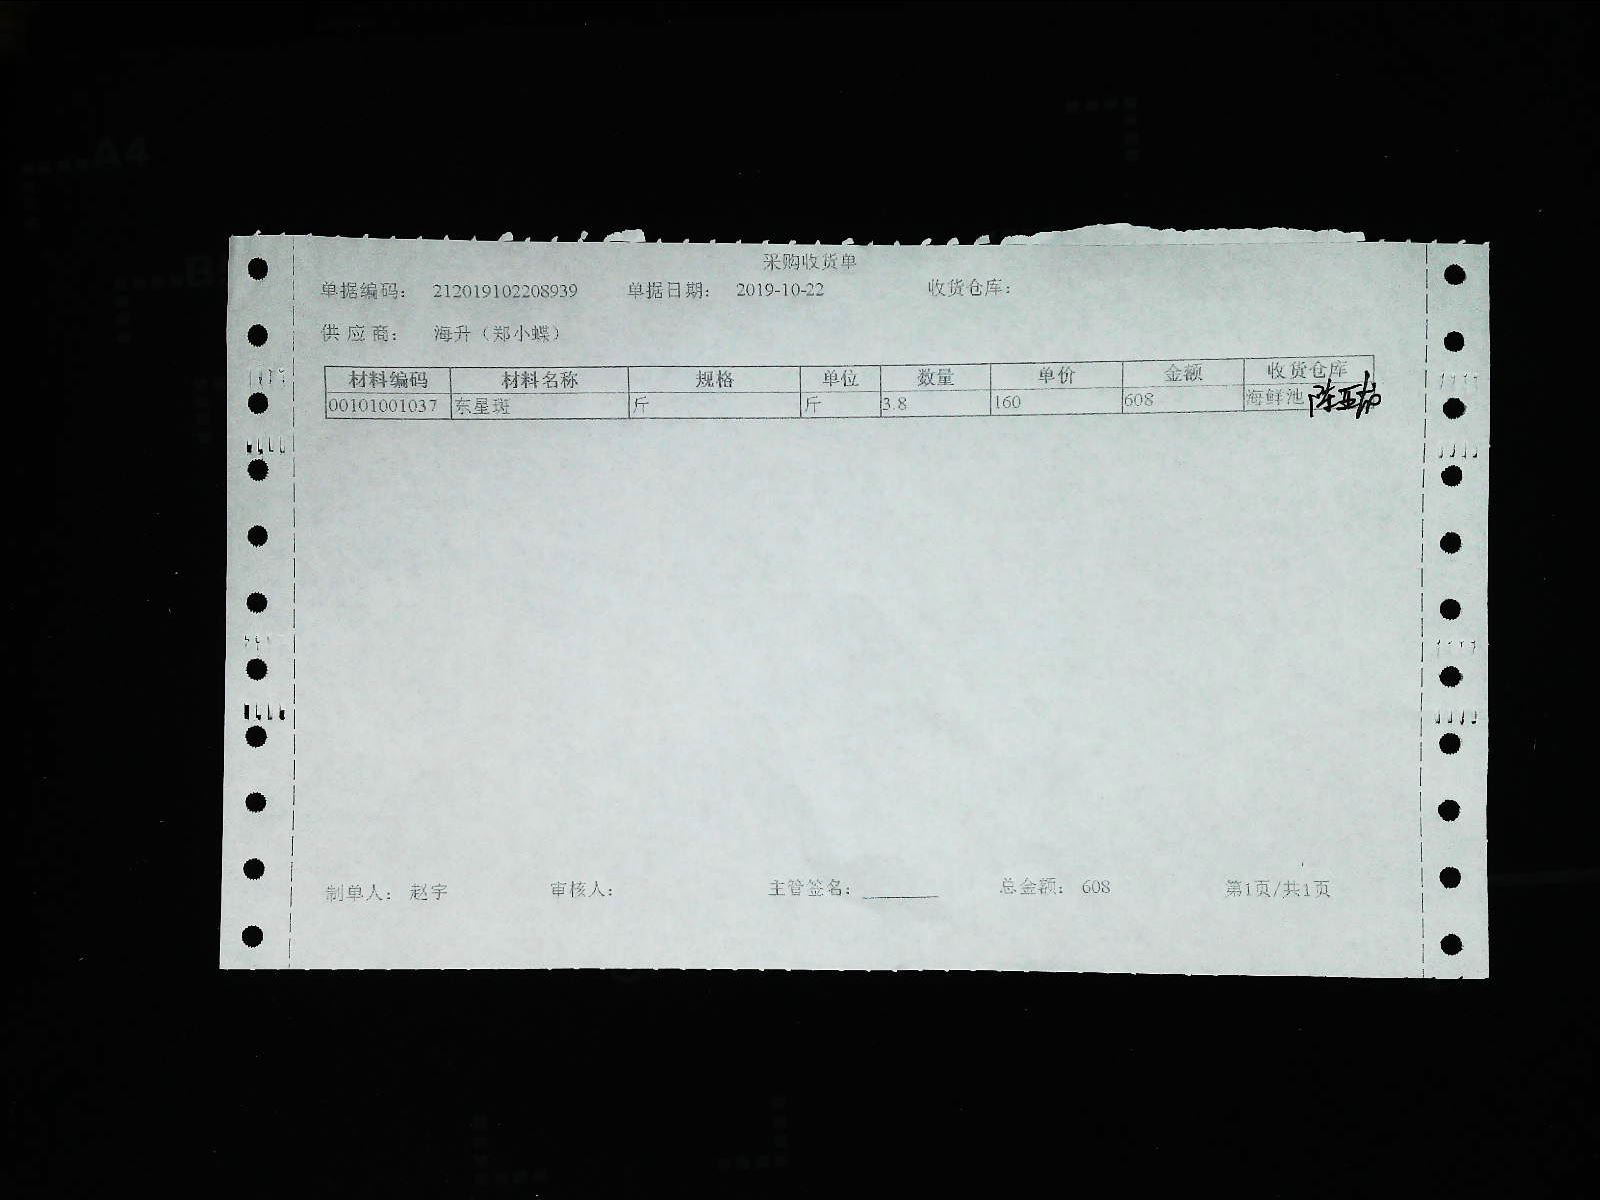 采购收货单
单据编码： 212019102208939 单据日期： 2019-10-22 收货仓库：
供应商： 海升（郑小蝶）
材料编码 材料名称 规格 单位 数量 单价 金额 收货仓库
00101001037 东星斑 斤 斤 3.8 160 608 海鲜池
制单人： 赵宇 审核人： 主管签名： 总金额： 608 第1页/共1页
A4